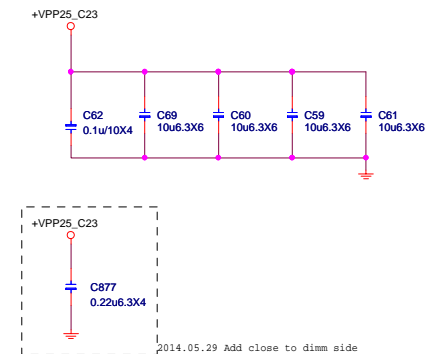 +VPP25_C23
C62
0.1u/10X4
C69
10u6.3X6
C60
10u6.3X6
C59
10u6.3X6
C61
10u6.3X6
+VPP25_C23
C877
0.22u6.3X4
2014.05.29 Add close to dimm side